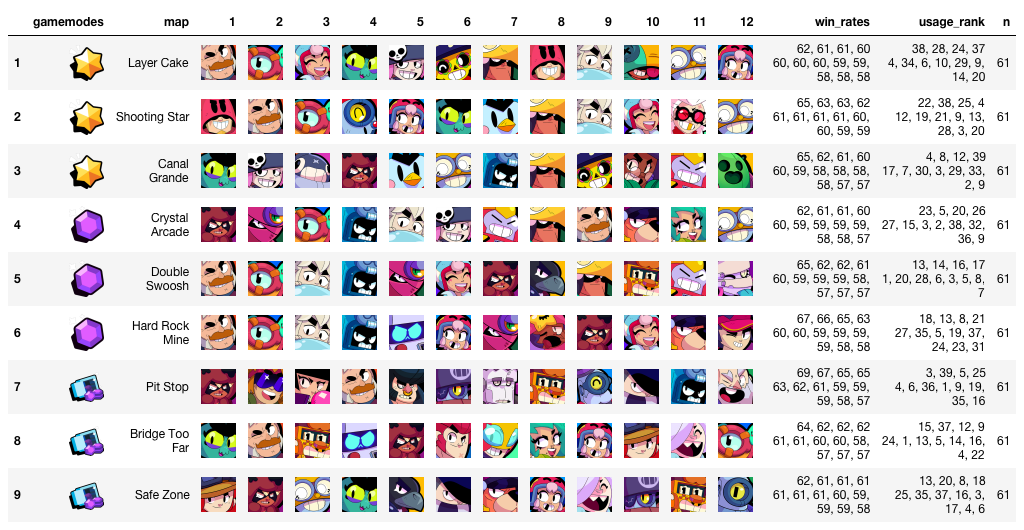 gamemodes map 1 2 3 4 5 6 7 8 9 10 11 12 win_rates usage_rank n
1 Layer Cake 62, 61, 61, 60 38, 28, 24, 37 61
60, 60, 60, 59, 59, 4, 34, 6, 10, 29, 9,
58, 58, 58 14, 20
2 Shooting Star 65, 63, 63, 62 22, 38, 25, 4 61
61, 61, 61, 61, 60, 12, 19, 21, 9, 13,
60, 59, 59 28, 3, 20
3 Canal Grande 65, 62, 61, 60 4, 8, 12, 39 61
60, 59, 58, 58, 58, 17, 7, 30, 3, 29, 33,
58, 57, 57 2, 9
4 Crystal Arcade 62, 61, 61, 60 23, 5, 20, 26 61
60, 59, 59, 59, 59, 27, 15, 3, 2, 38, 32,
58, 58, 57 36, 9
5 Double Swoosh 65, 62, 62, 61 13, 14, 16, 17 61
60, 59, 59, 59, 58, 1, 20, 28, 6, 3, 5, 8,
57, 57, 57 7
6 Hard Rock Mine 67, 66, 65, 63 18, 13, 8, 21 61
60, 60, 59, 59, 59, 27, 35, 5, 19, 37,
59, 58, 58 24, 23, 31
7 Pit Stop 69, 67, 65, 65 3, 39, 5, 25 61
63, 62, 61, 59, 59, 4, 6, 36, 1, 9, 19,
59, 58, 57 35, 16
8 Bridge Too Far 64, 62, 62, 62 15, 37, 12, 9 61
61, 61, 60, 60, 58, 24, 1, 13, 5, 14, 16,
57, 57, 57 4, 22
9 Safe Zone 62, 61, 61, 61 13, 20, 8, 18 61
61, 61, 61, 60, 59, 25, 35, 37, 16, 3,
59, 59, 58 17, 4, 6